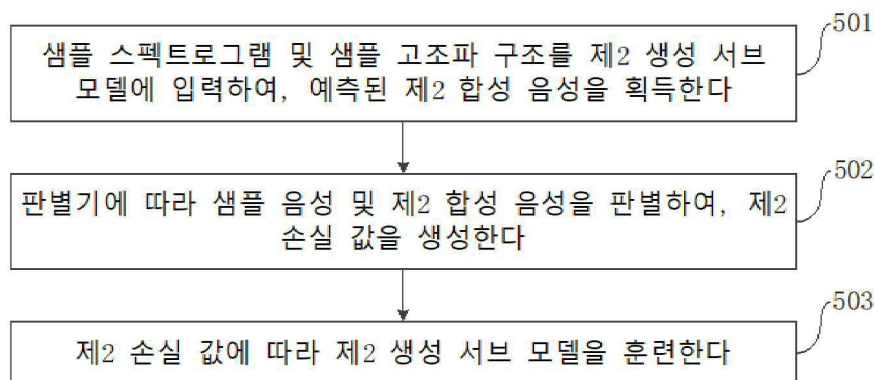 샘플 스펙트로그램 및 샘플 고조파 구조를 제2 생성 서브
모델에 입력하여, 예측된 제2 합성 음성을 획득한다
501
판별기에 따라 샘플 음성 및 제2 합성 음성을 판별하여, 제2
손실 값을 생성한다
502
제2 손실 값에 따라 제2 생성 서브 모델을 훈련한다
503